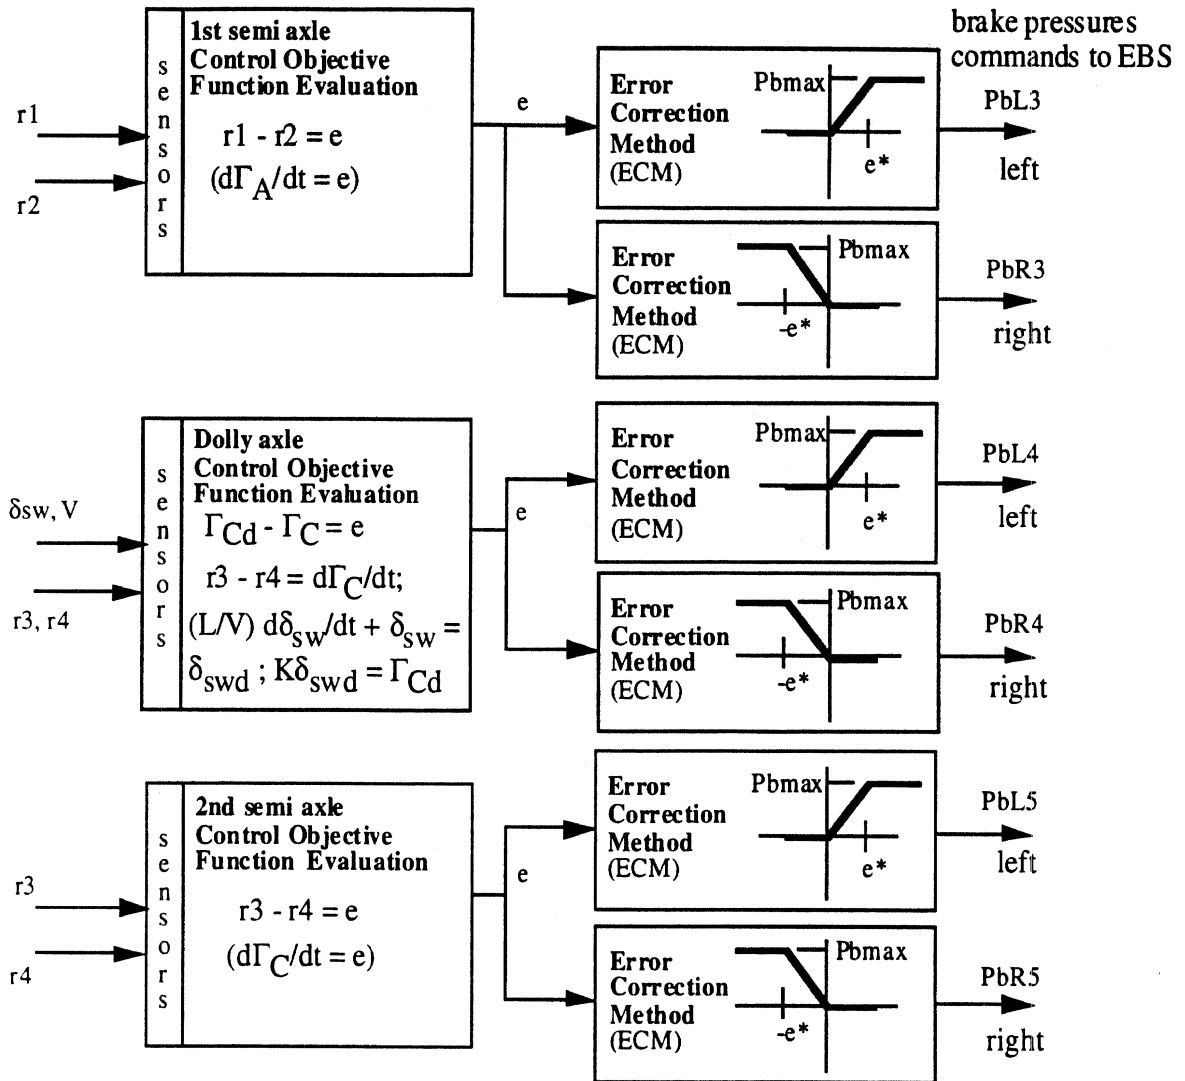 brake pressures
commands to EBS
r1
r2
sensors
1st semi axle
Control Objective
Function Evaluation
r1 - r2 = e
(dΓA/dt = e)
e
Error
Correction
Method
(ECM)
Pbmax
e*
PbL3
left
Error
Correction
Method
(ECM)
Pbmax
-e*
PbR3
right
δsw, V
r3, r4
sensors
Dolly axle
Control Objective
Function Evaluation
ΓCd - ΓC = e
r3 - r4 = dΓC/dt;
(L/V) dδsw/dt + δsw =
δswd ; Kδswd = ΓCd
e
Error
Correction
Method
(ECM)
Pbmax
e*
PbL4
left
Error
Correction
Method
(ECM)
Pbmax
-e*
PbR4
right
r3
r4
sensors
2nd semi axle
Control Objective
Function Evaluation
r3 - r4 = e
(dΓC/dt = e)
e
Error
Correction
Method
(ECM)
Pbmax
e*
PbL5
left
Error
Correction
Method
(ECM)
Pbmax
-e*
PbR5
right